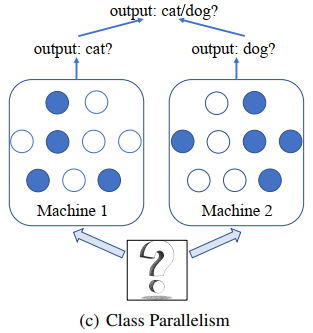 output: cat/dog?
output: cat? output: dog?
Machine 1 Machine 2
?
(c) Class Parallelism